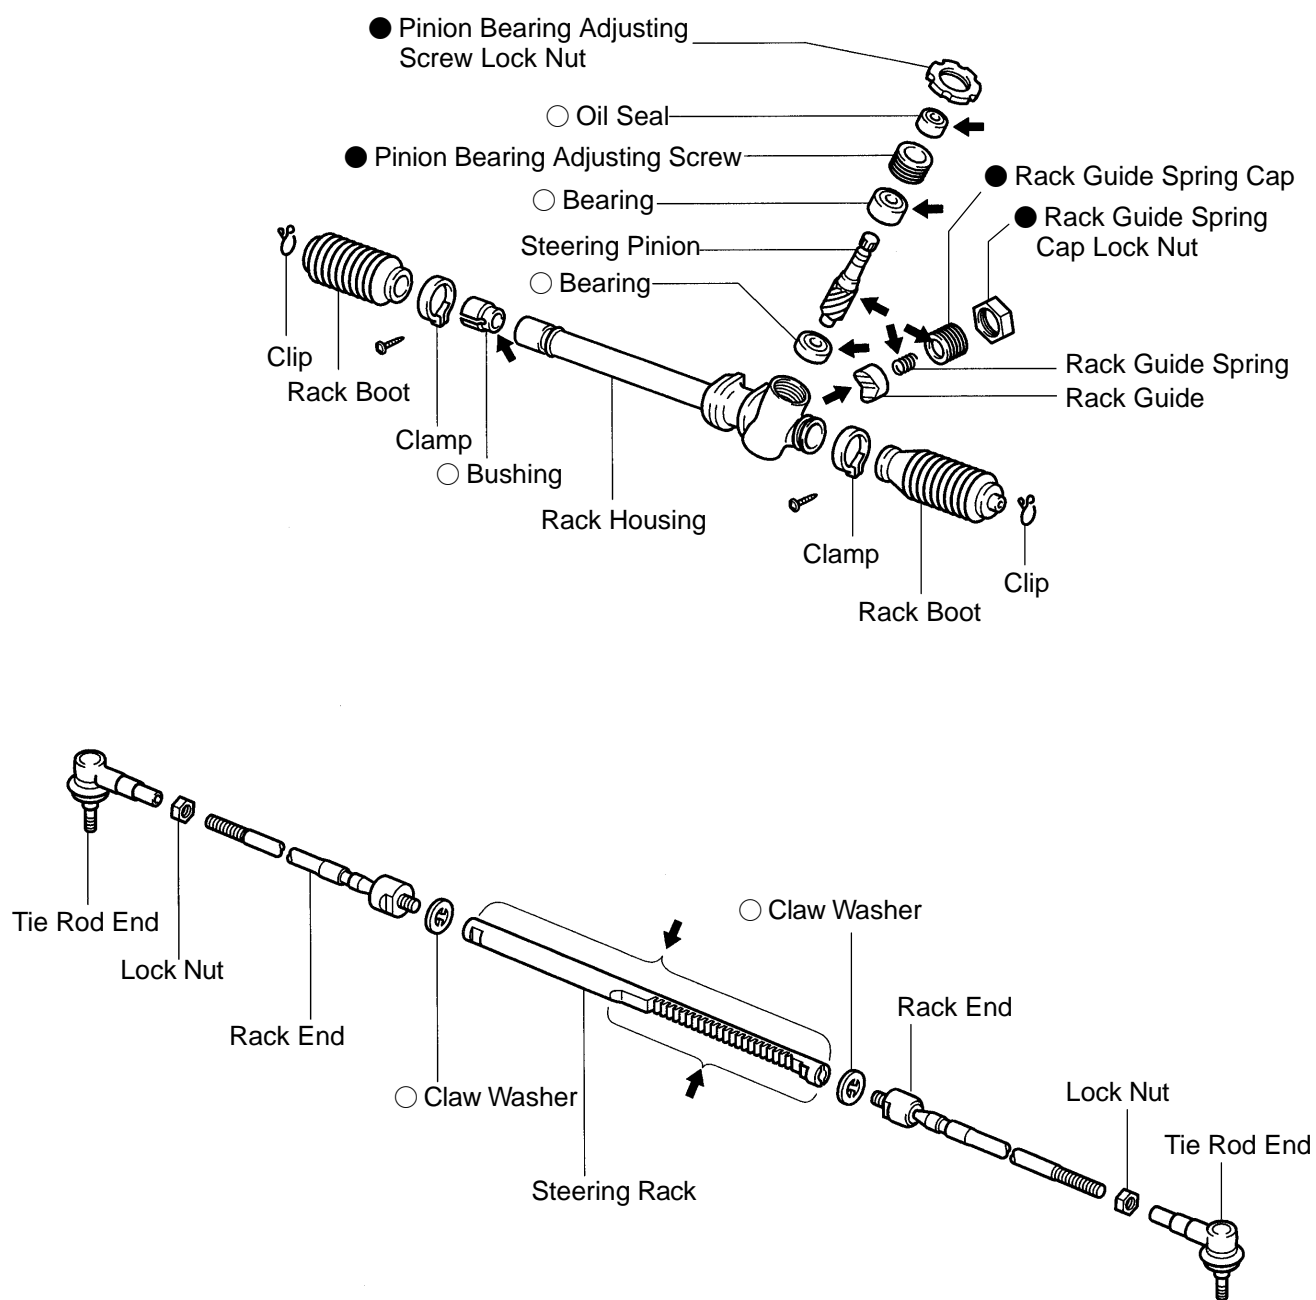 ● Pinion Bearing Adjusting
Screw Lock Nut
○ Oil Seal
● Pinion Bearing Adjusting Screw
● Rack Guide Spring Cap
○ Bearing
● Rack Guide Spring
Cap Lock Nut
Steering Pinion
○ Bearing
Clip
Rack Boot
Rack Guide Spring
Rack Guide
Clamp
○ Bushing
Rack Housing
Clamp
Clip
Rack Boot
Tie Rod End
Lock Nut
Rack End
○ Claw Washer
○ Claw Washer
Rack End
Lock Nut
Tie Rod End
Steering Rack